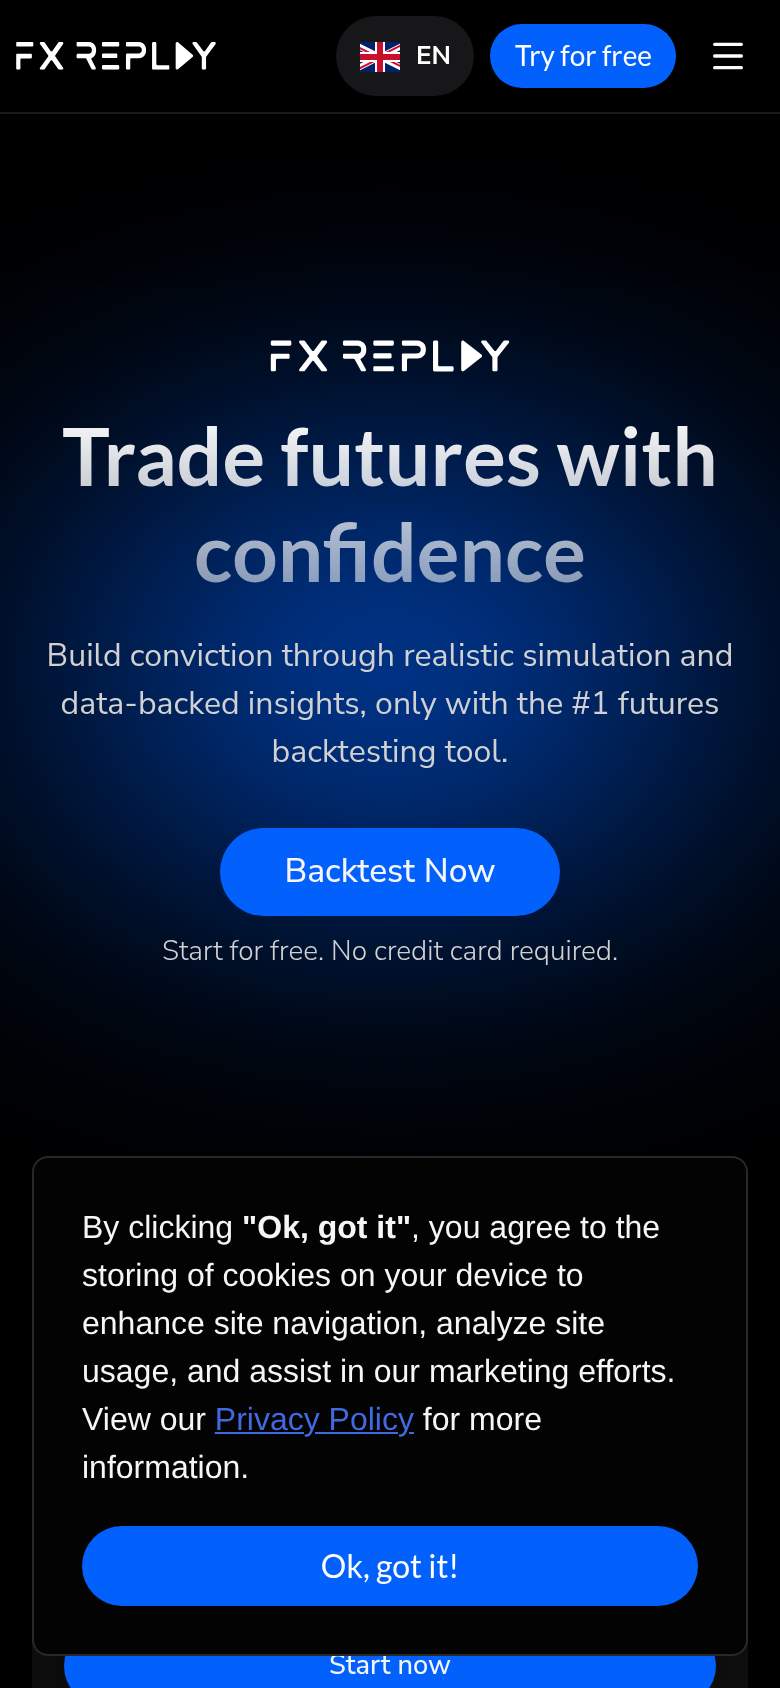 FX REPLAY
EN
Try for free
FX REPLAY
Trade futures with
confidence
Build conviction through realistic simulation and
data-backed insights, only with the #1 futures
backtesting tool.
Backtest Now
Start for free. No credit card required.
By clicking "Ok, got it", you agree to the
storing of cookies on your device to
enhance site navigation, analyze site
usage, and assist in our marketing efforts.
View our Privacy Policy for more
information.
Ok, got it!
Start now